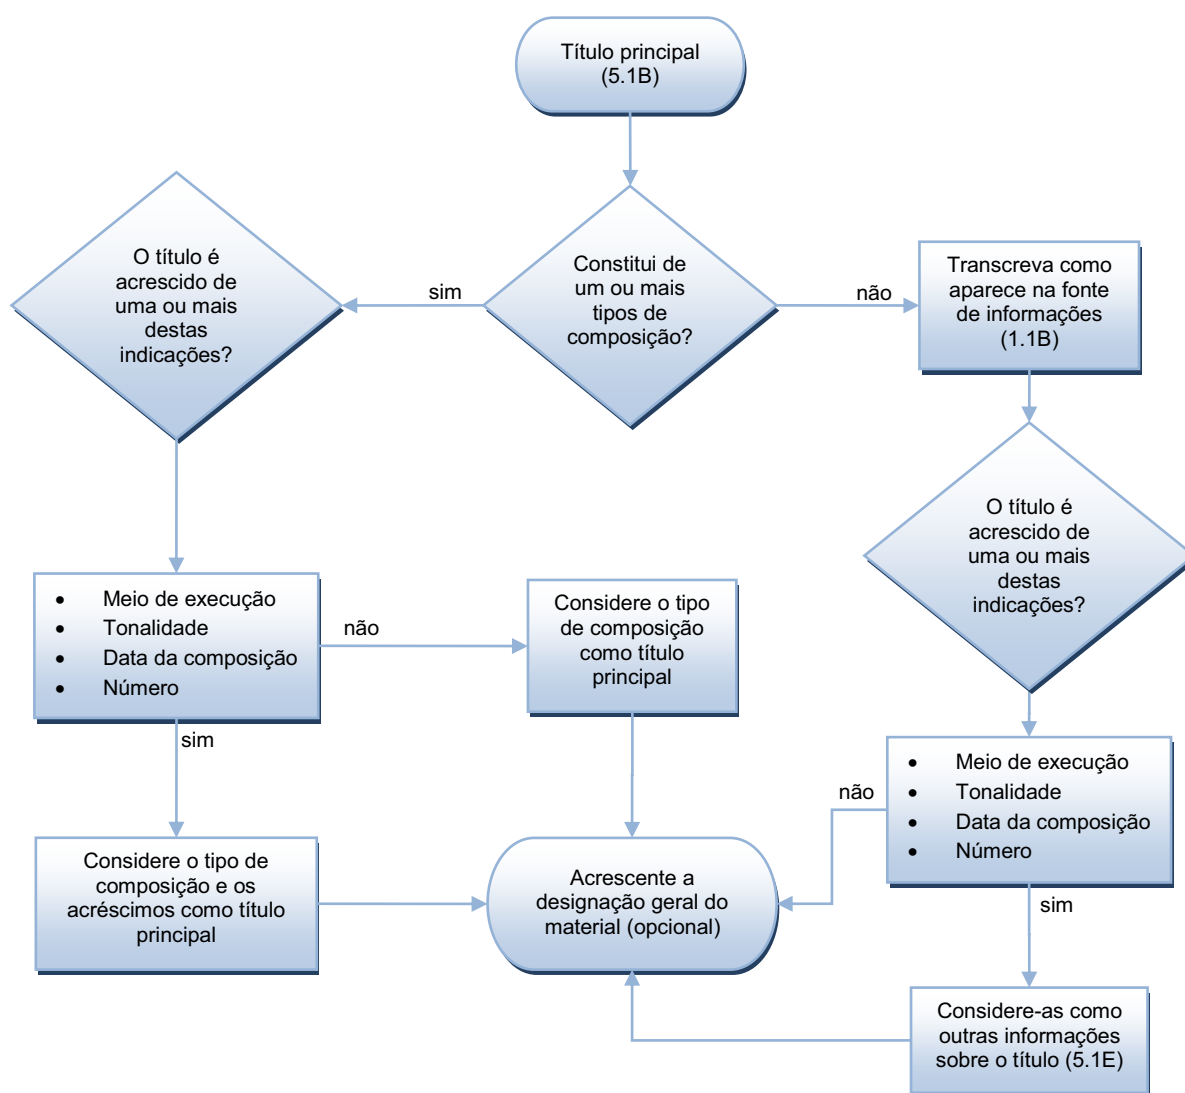 Título principal
(5.1B)
O título é
acrescido de
uma ou mais
destas
indicações?
sim
Constitui de
um ou mais
tipos de
composição?
não
Transcreva como
aparece na fonte
de informações
(1.1B)
O título é
acrescido de
uma ou mais
destas
indicações?
• Meio de execução
• Tonalidade
• Data da composição
• Número
não
Considere o tipo
de composição
como título
principal
sim
• Meio de execução
• Tonalidade
• Data da composição
• Número
não
sim
Considere o tipo de
composição e os
acréscimos como título
principal
Acrescente a
designação geral do
material (opcional)
Considere-as como
outras informações
sobre o título (5.1E)